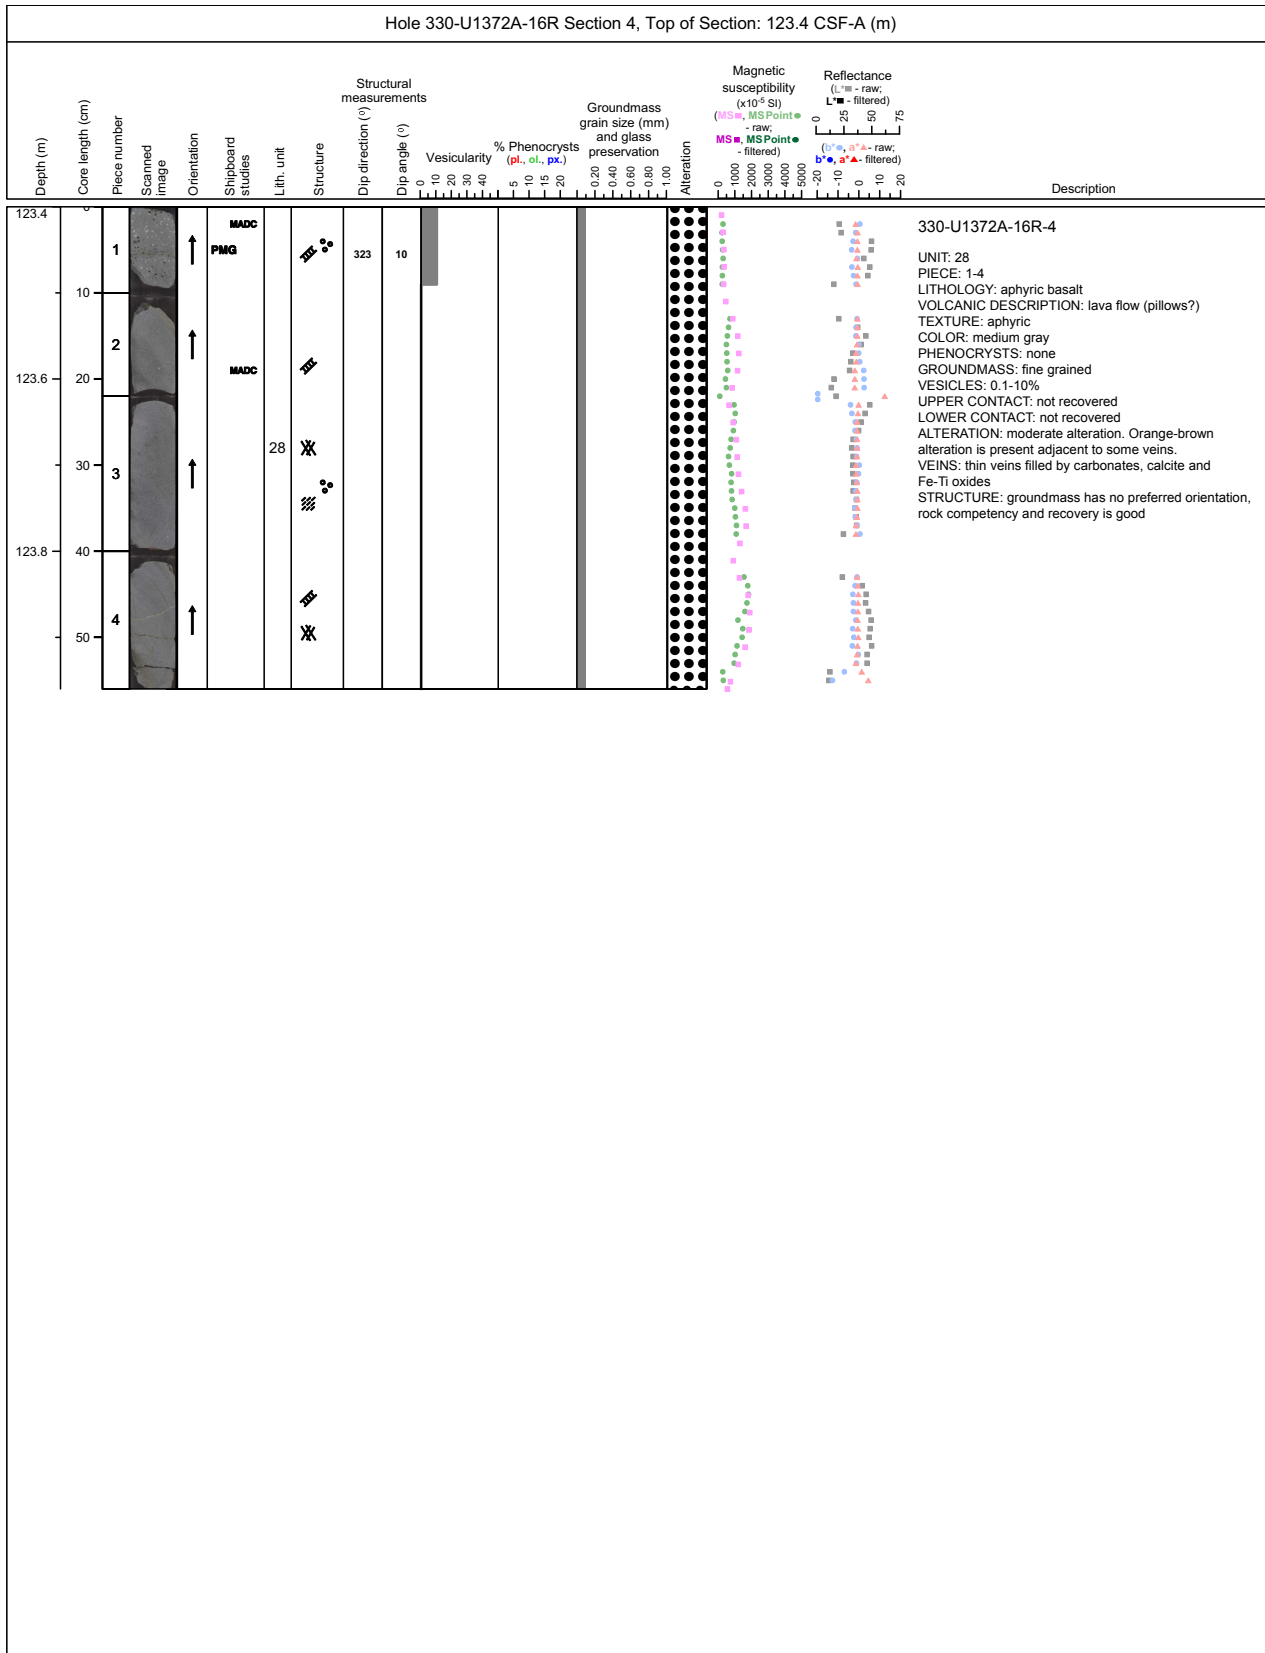 Hole 330-U1372A-16R Section 4, Top of Section: 123.4 CSF-A (m)
Depth (m)
Core length (cm)
Piece number
Scanned
image
Orientation
Shipboard
studies
Lith. unit
Structure
Structural
measurements
Dip direction (°)
Dip angle (°)
Vesicularity
0 10 20 30 40
% Phenocrysts
(pl., ol., px.)
5 10 15 20
Groundmass
grain size (mm)
and glass
preservation
0.20 0.40 0.60 0.80 1.00
Alteration
Magnetic
susceptibility
(x10⁻⁵ SI)
(MS■, MSPoint●
- raw;
MS■, MSPoint●
- filtered)
0 1000 2000 3000 4000 5000
Reflectance
(L*■ - raw;
L*■ - filtered)
0 25 50 75
(b*●, a*▲- raw;
b*●, a*▲- filtered)
-20 -10 0 10 20
Description
123.4
123.6
123.8
0
10
20
30
40
50
1
2
3
4
MADC
PMG
MADC
28
323
10
330-U1372A-16R-4
UNIT: 28
PIECE: 1-4
LITHOLOGY: aphyric basalt
VOLCANIC DESCRIPTION: lava flow (pillows?)
TEXTURE: aphyric
COLOR: medium gray
PHENOCRYSTS: none
GROUNDMASS: fine grained
VESICLES: 0.1-10%
UPPER CONTACT: not recovered
LOWER CONTACT: not recovered
ALTERATION: moderate alteration. Orange-brown
alteration is present adjacent to some veins.
VEINS: thin veins filled by carbonates, calcite and
Fe-Ti oxides
STRUCTURE: groundmass has no preferred orientation,
rock competency and recovery is good